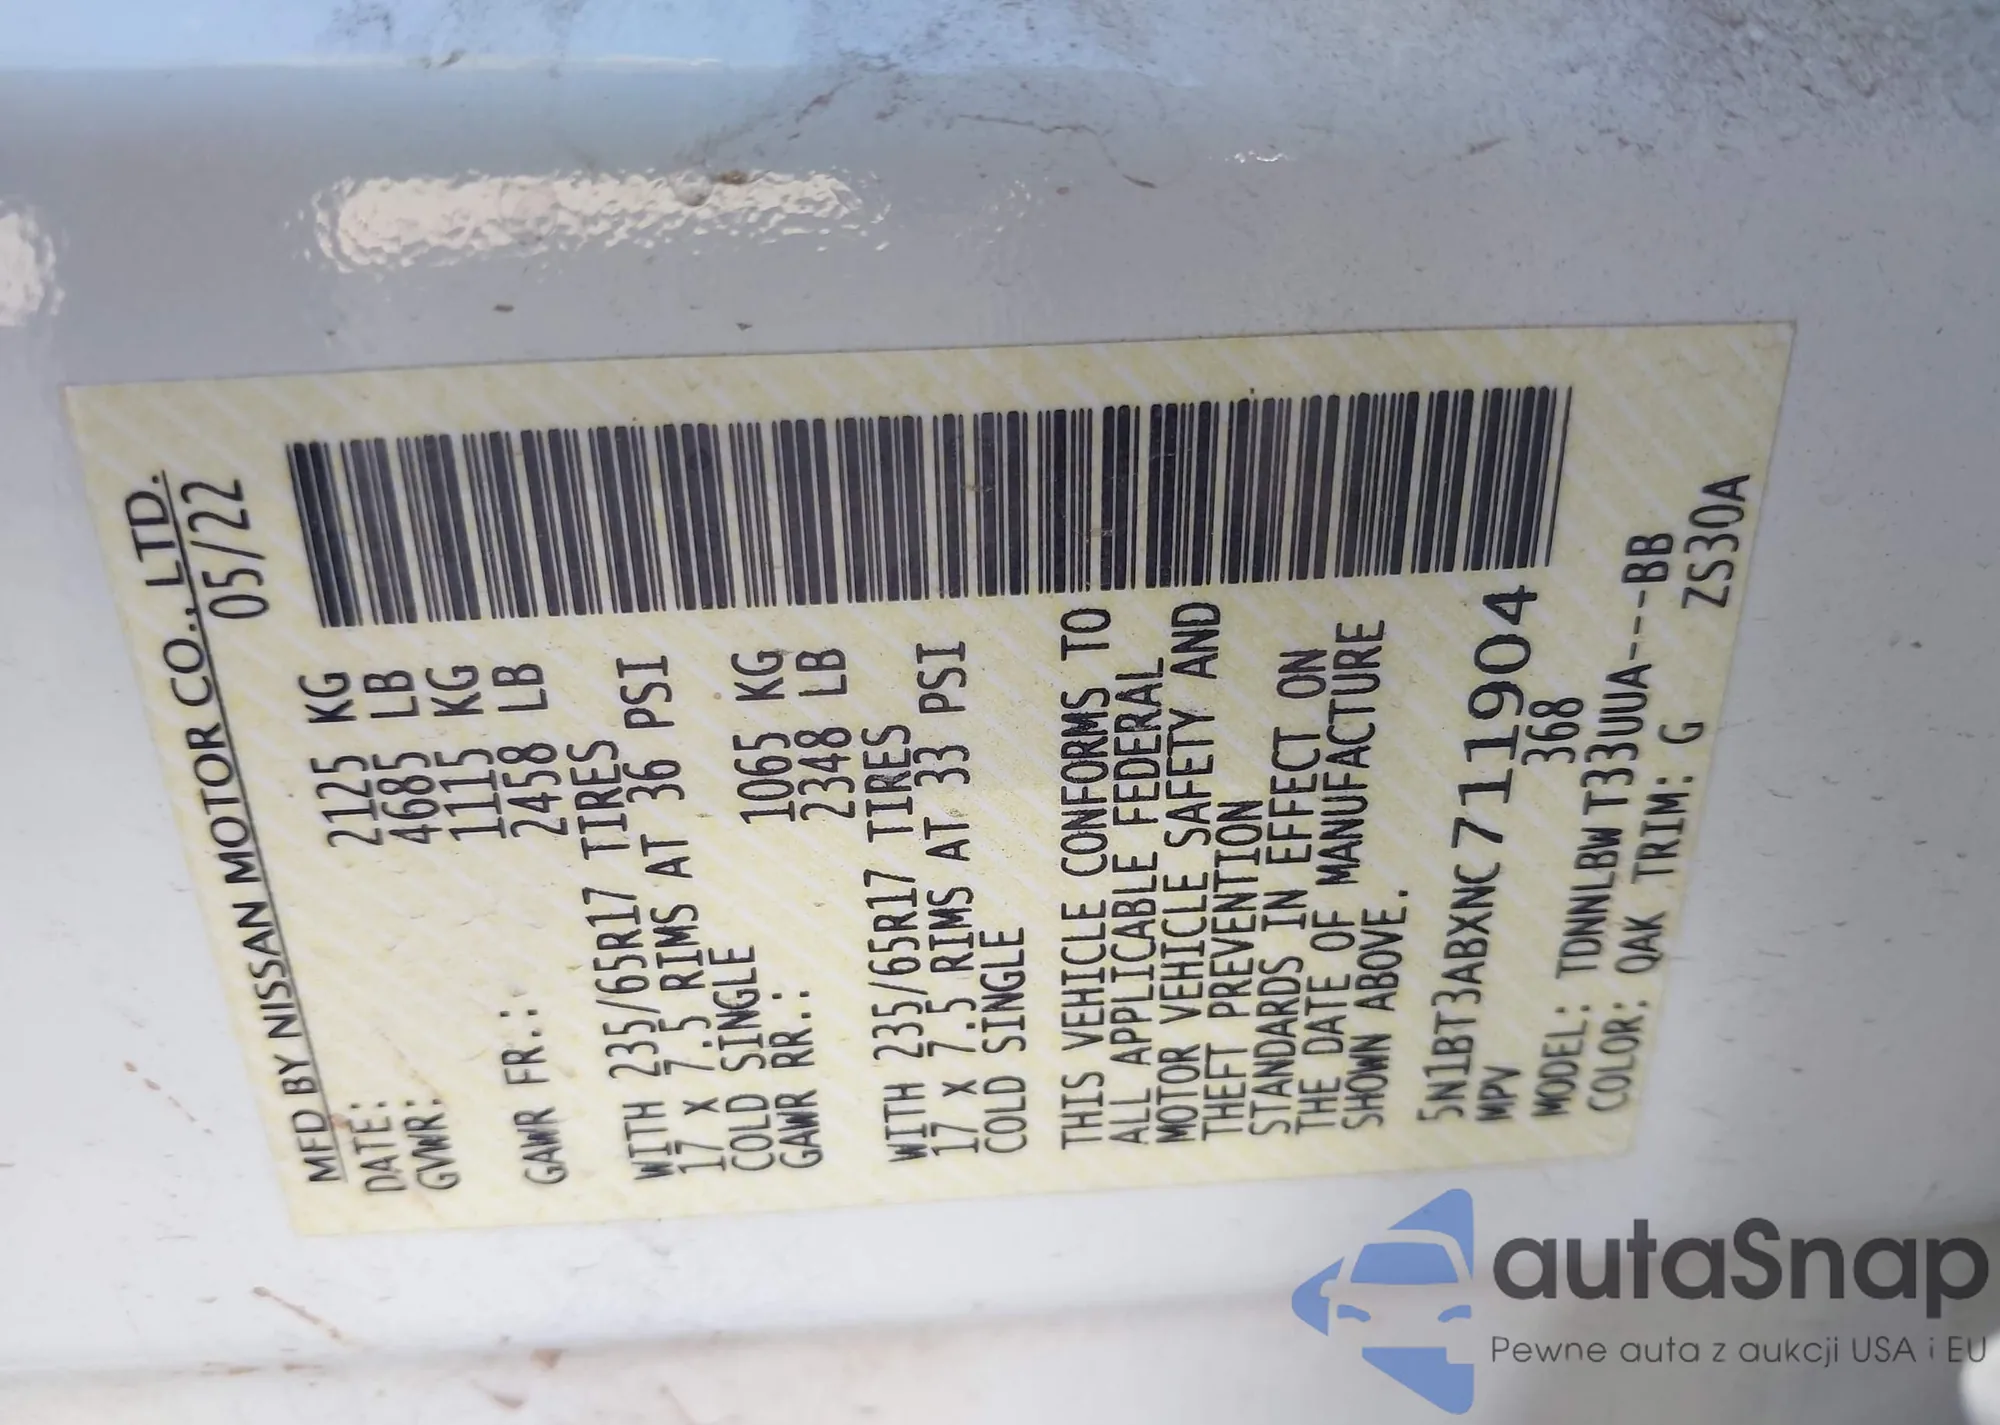 MFD BY NISSAN MOTOR CO., LTD.
DATE: 05/22
GVWR: 2125 KG
4685 LB
1115 KG
GAWR FR.: 2458 LB
WITH 235/65R17 TIRES
17 X 7.5 RIMS AT 36 PSI
COLD SINGLE
GAWR RR.: 1065 KG
2348 LB
WITH 235/65R17 TIRES
17 X 7.5 RIMS AT 33 PSI
COLD SINGLE
THIS VEHICLE CONFORMS TO
ALL APPLICABLE FEDERAL
MOTOR VEHICLE SAFETY AND
THEFT PREVENTION
STANDARDS IN EFFECT ON
THE DATE OF MANUFACTURE
SHOWN ABOVE.
5N1BT3ABXNC711904
MPV 368
MODEL: TDNNLBW T33UUA---BB
COLOR: QAK TRIM: G ZS30A
autaSnap
Pewne auta z aukcji USA i EU